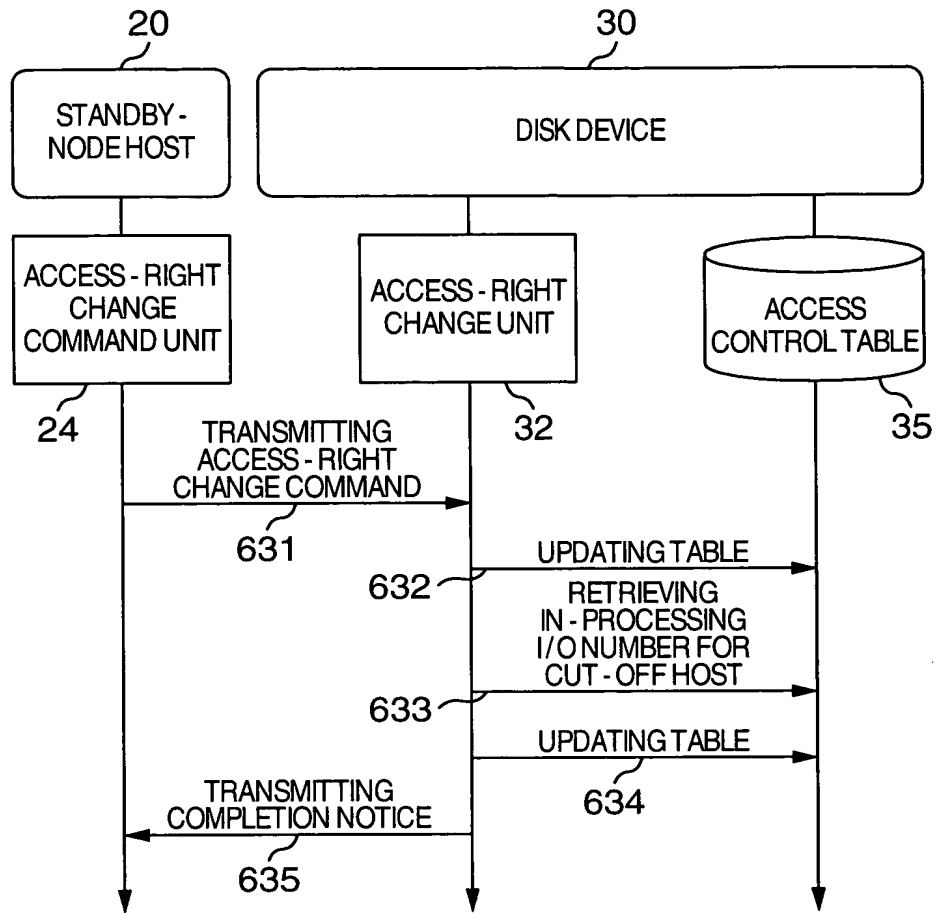 20
30
STANDBY-
NODE HOST
DISK DEVICE
ACCESS-RIGHT
CHANGE
COMMAND UNIT
ACCESS-RIGHT
CHANGE UNIT
ACCESS
CONTROL TABLE
24
32
35
TRANSMITTING
ACCESS-RIGHT
CHANGE COMMAND
631
UPDATING TABLE
632
RETRIEVING
IN-PROCESSING
I/O NUMBER FOR
CUT-OFF HOST
633
UPDATING TABLE
634
TRANSMITTING
COMPLETION NOTICE
635